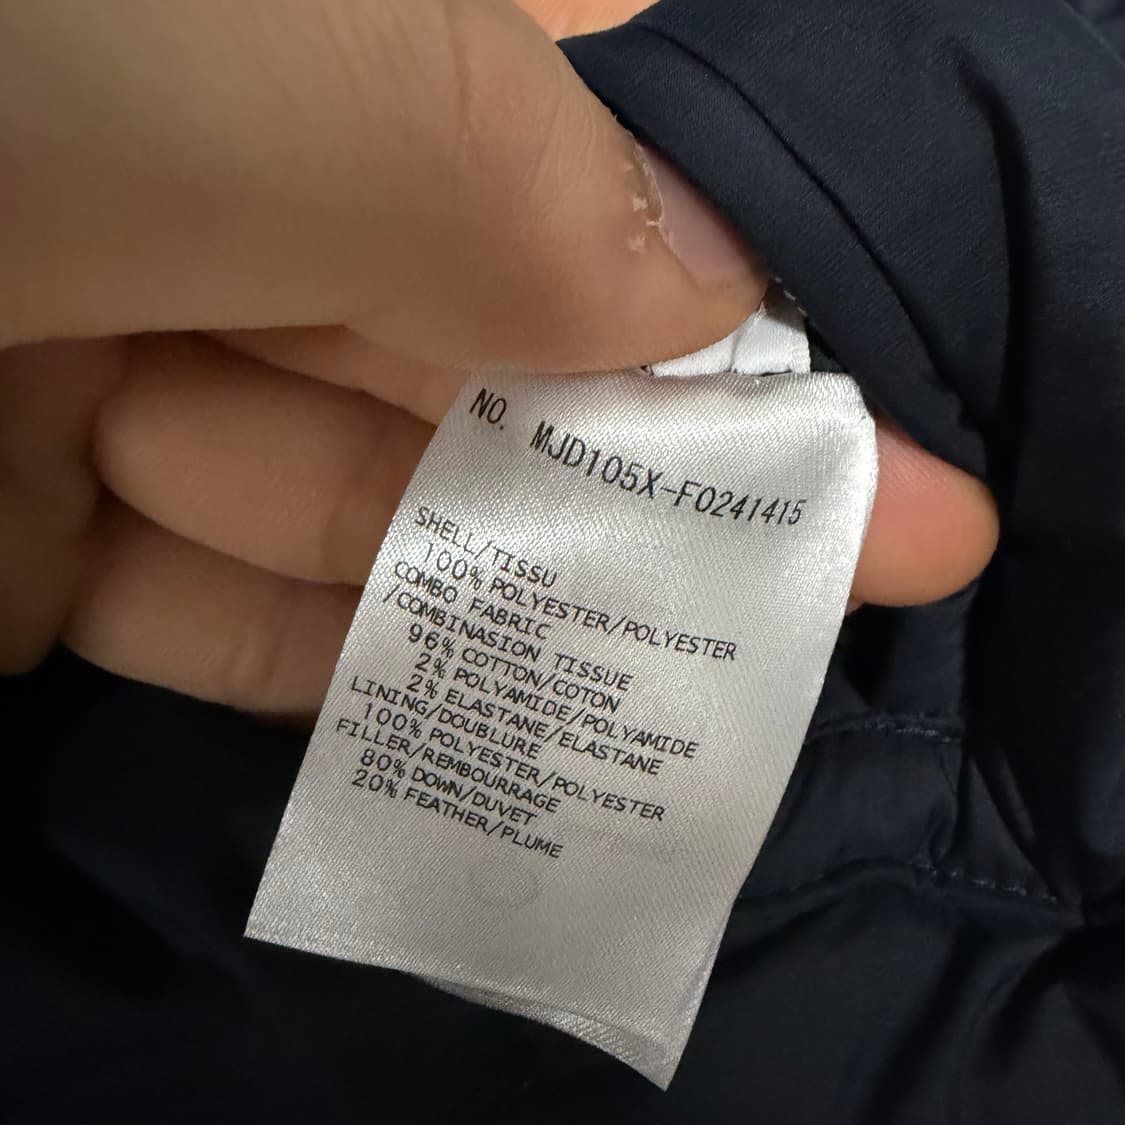 NO. MJD105X-F0241415
SHELL/TISSU
100% POLYESTER/POLYESTER
COMBO FABRIC
/COMBINASION TISSUE
96% COTTON/COTON
2% POLYAMIDE/POLYAMIDE
2% ELASTANE/ELASTANE
LINING/DOUBLURE
100% POLYESTER/POLYESTER
FILLER/REMBOURRAGE
80% DOWN/DUVET
20% FEATHER/PLUME